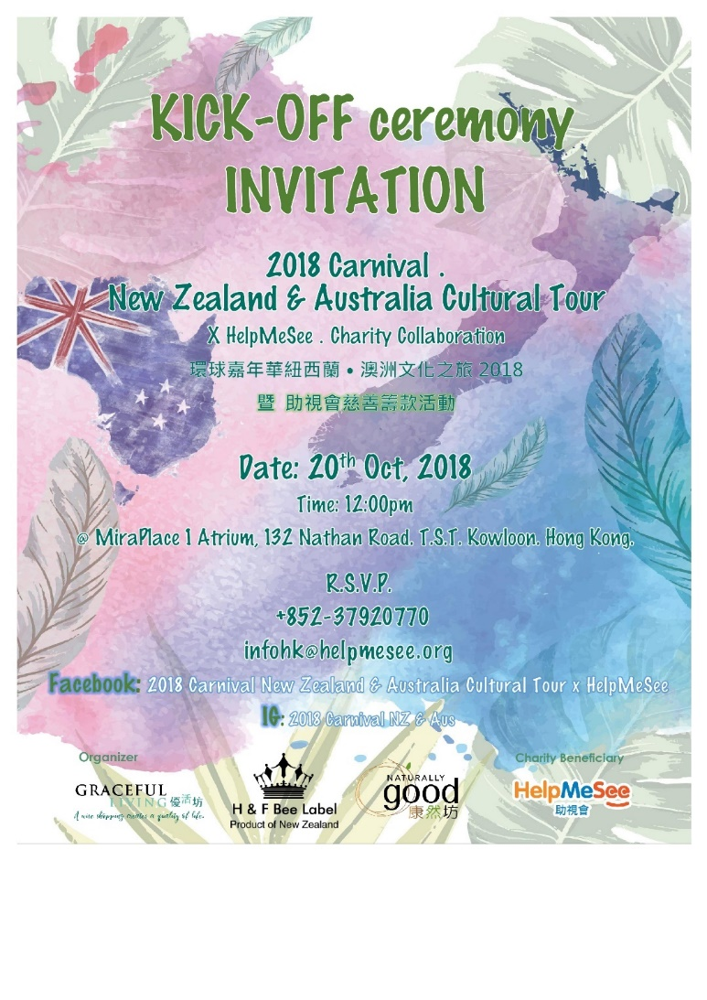 KICK-OFF ceremony
INVITATION
2018 Carnival .
New Zealand & Australia Cultural Tour
X HelpMeSee . Charity Collaboration
環球嘉年華紐西蘭 • 澳洲文化之旅 2018
暨 助視會慈善籌款活動
Date: 20th Oct, 2018
Time: 12:00pm
@ MiraPlace 1 Atrium, 132 Nathan Road. T.S.T. Kowloon. Hong Kong.
R.S.V.P.
+852-37920770
infohk@helpmesee.org
Facebook: 2018 Carnival New Zealand & Australia Cultural Tour x HelpMeSee
IG: 2018 Carnival NZ & Aus
Organizer
GRACEFUL
LIVING 優活坊
A wise shopping creates a quality of life.
H & F Bee Label
Product of New Zealand
NATURALLY
good
康然坊
Charity Beneficiary
HelpMeSee
助視會